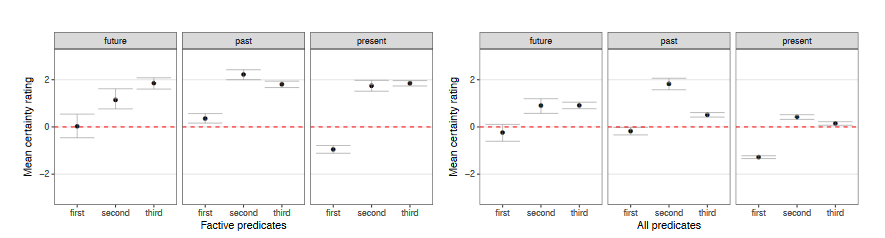 future past present
Mean certainty rating
2
0
−2
first second third first second third first second third
Factive predicates
future past present
Mean certainty rating
2
0
−2
first second third first second third first second third
All predicates